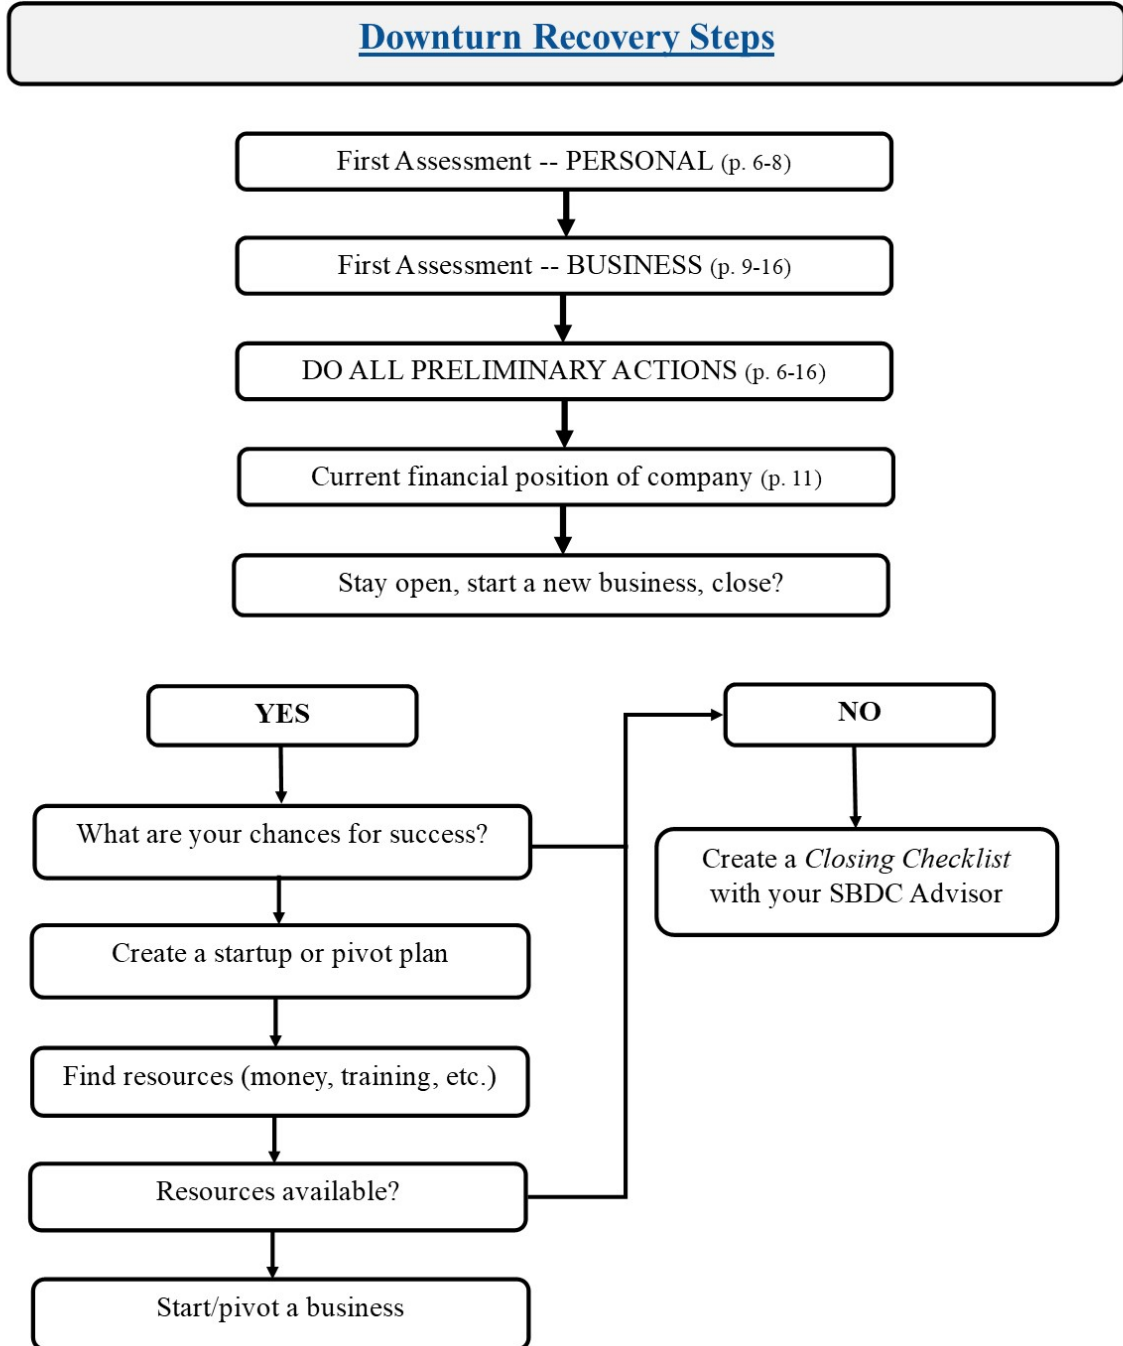 Downturn Recovery Steps
First Assessment -- PERSONAL (p. 6-8)
First Assessment -- BUSINESS (p. 9-16)
DO ALL PRELIMINARY ACTIONS (p. 6-16)
Current financial position of company (p. 11)
Stay open, start a new business, close?
YES
NO
What are your chances for success?
Create a Closing Checklist
with your SBDC Advisor
Create a startup or pivot plan
Find resources (money, training, etc.)
Resources available?
Start/pivot a business